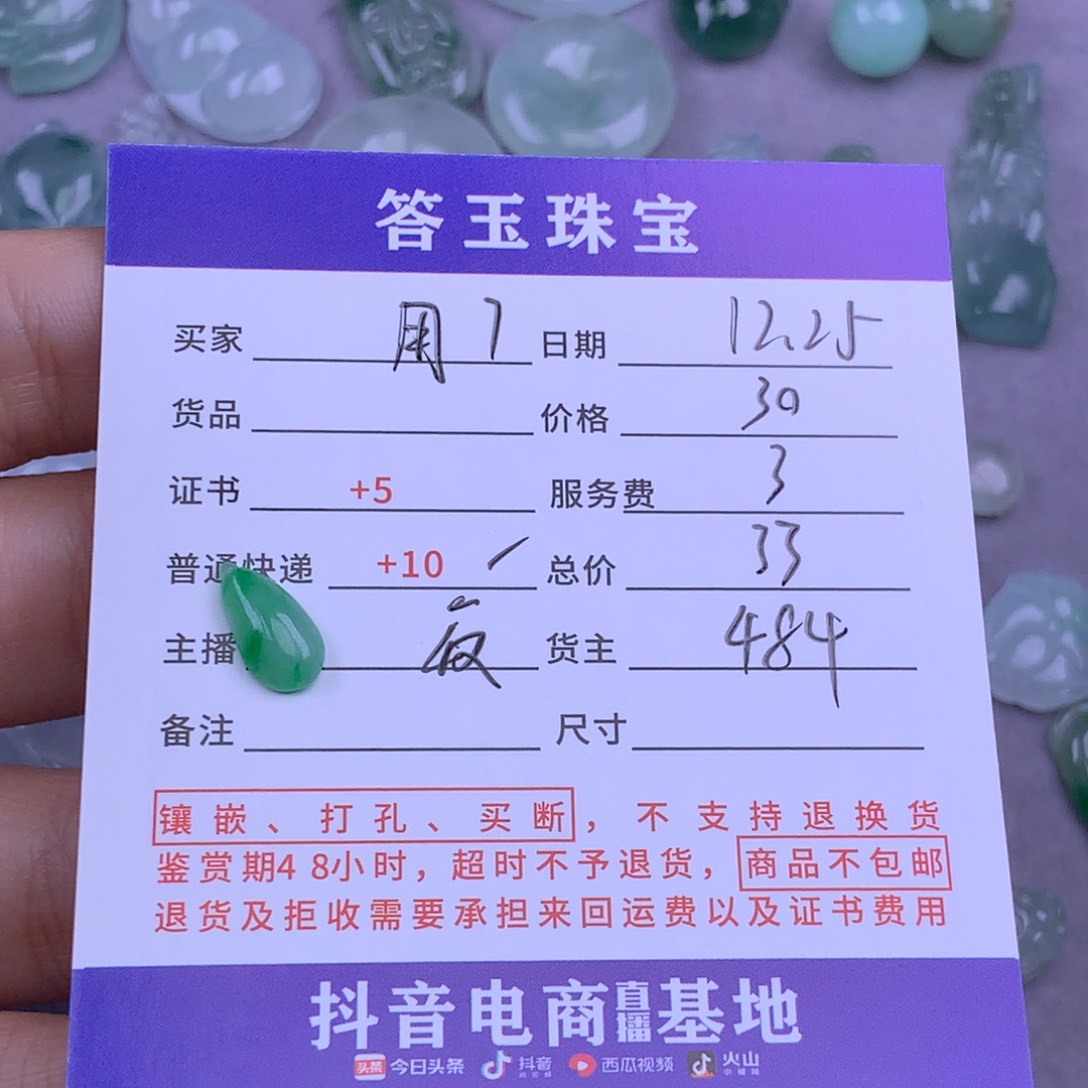 答玉珠宝
买家 用7 日期 12.25
货品 价格 30
证书 +5 服务费 3
普通快递 +10 总价 33
主播 货主 484
备注 尺寸
镶嵌、打孔、买断，不支持退换货
鉴赏期48小时，超时不予退货，商品不包邮
退货及拒收需要承担来回运费以及证书费用
抖音电商直播基地
头条 今日头条 抖音 西瓜视频 火山